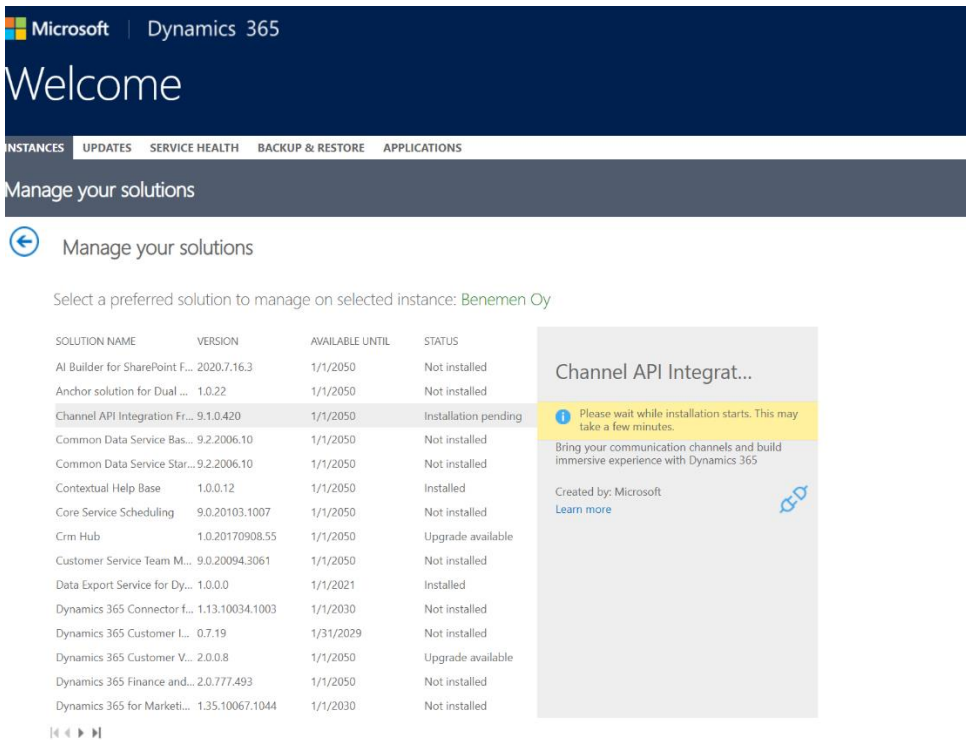 Microsoft | Dynamics 365
Welcome
INSTANCES UPDATES SERVICE HEALTH BACKUP & RESTORE APPLICATIONS
Manage your solutions
Manage your solutions
Select a preferred solution to manage on selected instance: Benemen Oy
SOLUTION NAME VERSION AVAILABLE UNTIL STATUS
AI Builder for SharePoint F... 2020.7.16.3 1/1/2050 Not installed
Anchor solution for Dual ... 1.0.22 1/1/2050 Not installed
Channel API Integration Fr... 9.1.0.420 1/1/2050 Installation pending
Common Data Service Bas... 9.2.2006.10 1/1/2050 Not installed
Common Data Service Star... 9.2.2006.10 1/1/2050 Not installed
Contextual Help Base 1.0.0.12 1/1/2050 Installed
Core Service Scheduling 9.0.20103.1007 1/1/2050 Not installed
Crm Hub 1.0.20170908.55 1/1/2050 Upgrade available
Customer Service Team M... 9.0.20094.3061 1/1/2050 Not installed
Data Export Service for Dy... 1.0.0.0 1/1/2021 Installed
Dynamics 365 Connector f... 1.13.10034.1003 1/1/2030 Not installed
Dynamics 365 Customer I... 0.7.19 1/31/2029 Not installed
Dynamics 365 Customer V... 2.0.0.8 1/1/2050 Upgrade available
Dynamics 365 Finance and... 2.0.777.493 1/1/2050 Not installed
Dynamics 365 for Marketi... 1.35.10067.1044 1/1/2030 Not installed
Channel API Integrat...
Please wait while installation starts. This may
take a few minutes.
Bring your communication channels and build
immersive experience with Dynamics 365
Created by: Microsoft
Learn more